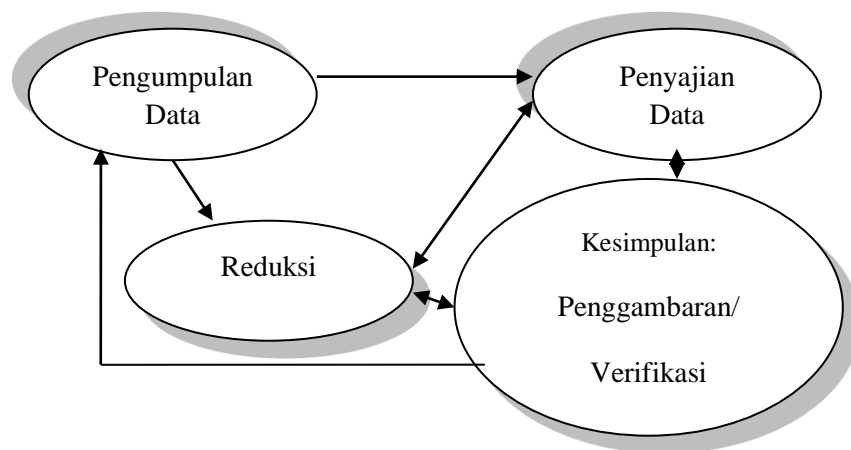 Pengumpulan
Data
Penyajian
Data
Reduksi
Kesimpulan:
Penggambaran/
Verifikasi